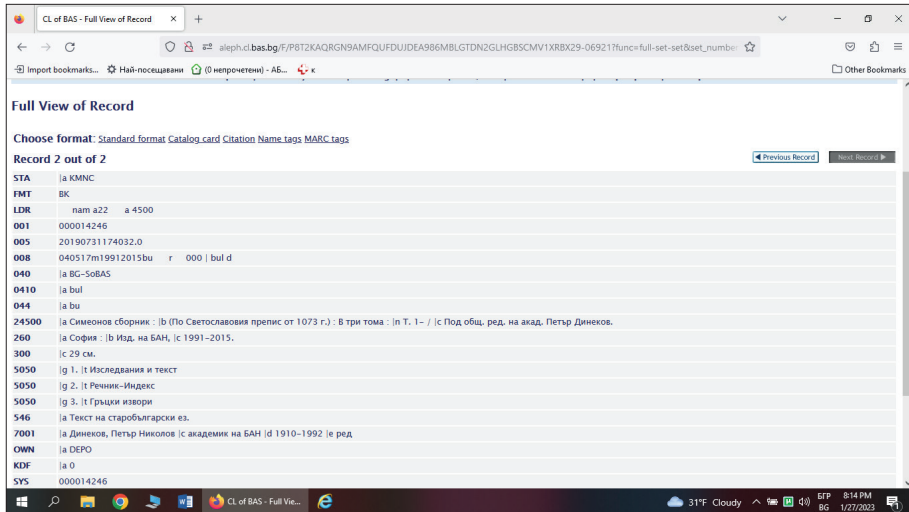 CL of BAS - Full View of Record
aleph.cl.bas.bg/F/P8T2KAQRGN9AMFQUFDUJDEA986MBLGTDN2GLHGBSCMV1XRBX29-06921?func=full-set-set&set_number
Import bookmarks... Най-посещавани (0 непрочетени) - АБ... к Other Bookmarks
Full View of Record
Choose format: Standard format Catalog card Citation Name tags MARC tags
Record 2 out of 2 Previous Record Next Record
STA |a KMNC
FMT BK
LDR nam a22 a 4500
001 000014246
005 20190731174032.0
008 040517m19912015bu r 000 | bul d
040 |a BG-SoBAS
0410 |a bul
044 |a bu
24500 |a Симеонов сборник : |b (По Светославовия препис от 1073 г.) : В три тома : |n Т. 1- / |c Под общ. ред. на акад. Петър Динеков.
260 |a София : |b Изд. на БАН, |c 1991-2015.
300 |c 29 см.
5050 |g 1. |t Изследвания и текст
5050 |g 2. |t Речник-Индекс
5050 |g 3. |t Гръцки извори
546 |a Текст на старобългарски ез.
7001 |a Динеков, Петър Николов |c академик на БАН |d 1910-1992 |e ред
OWN |a DEPO
KDF |a 0
SYS 000014246
CL of BAS - Full Vie... 31°F Cloudy БГР 8:14 PM
BG 1/27/2023